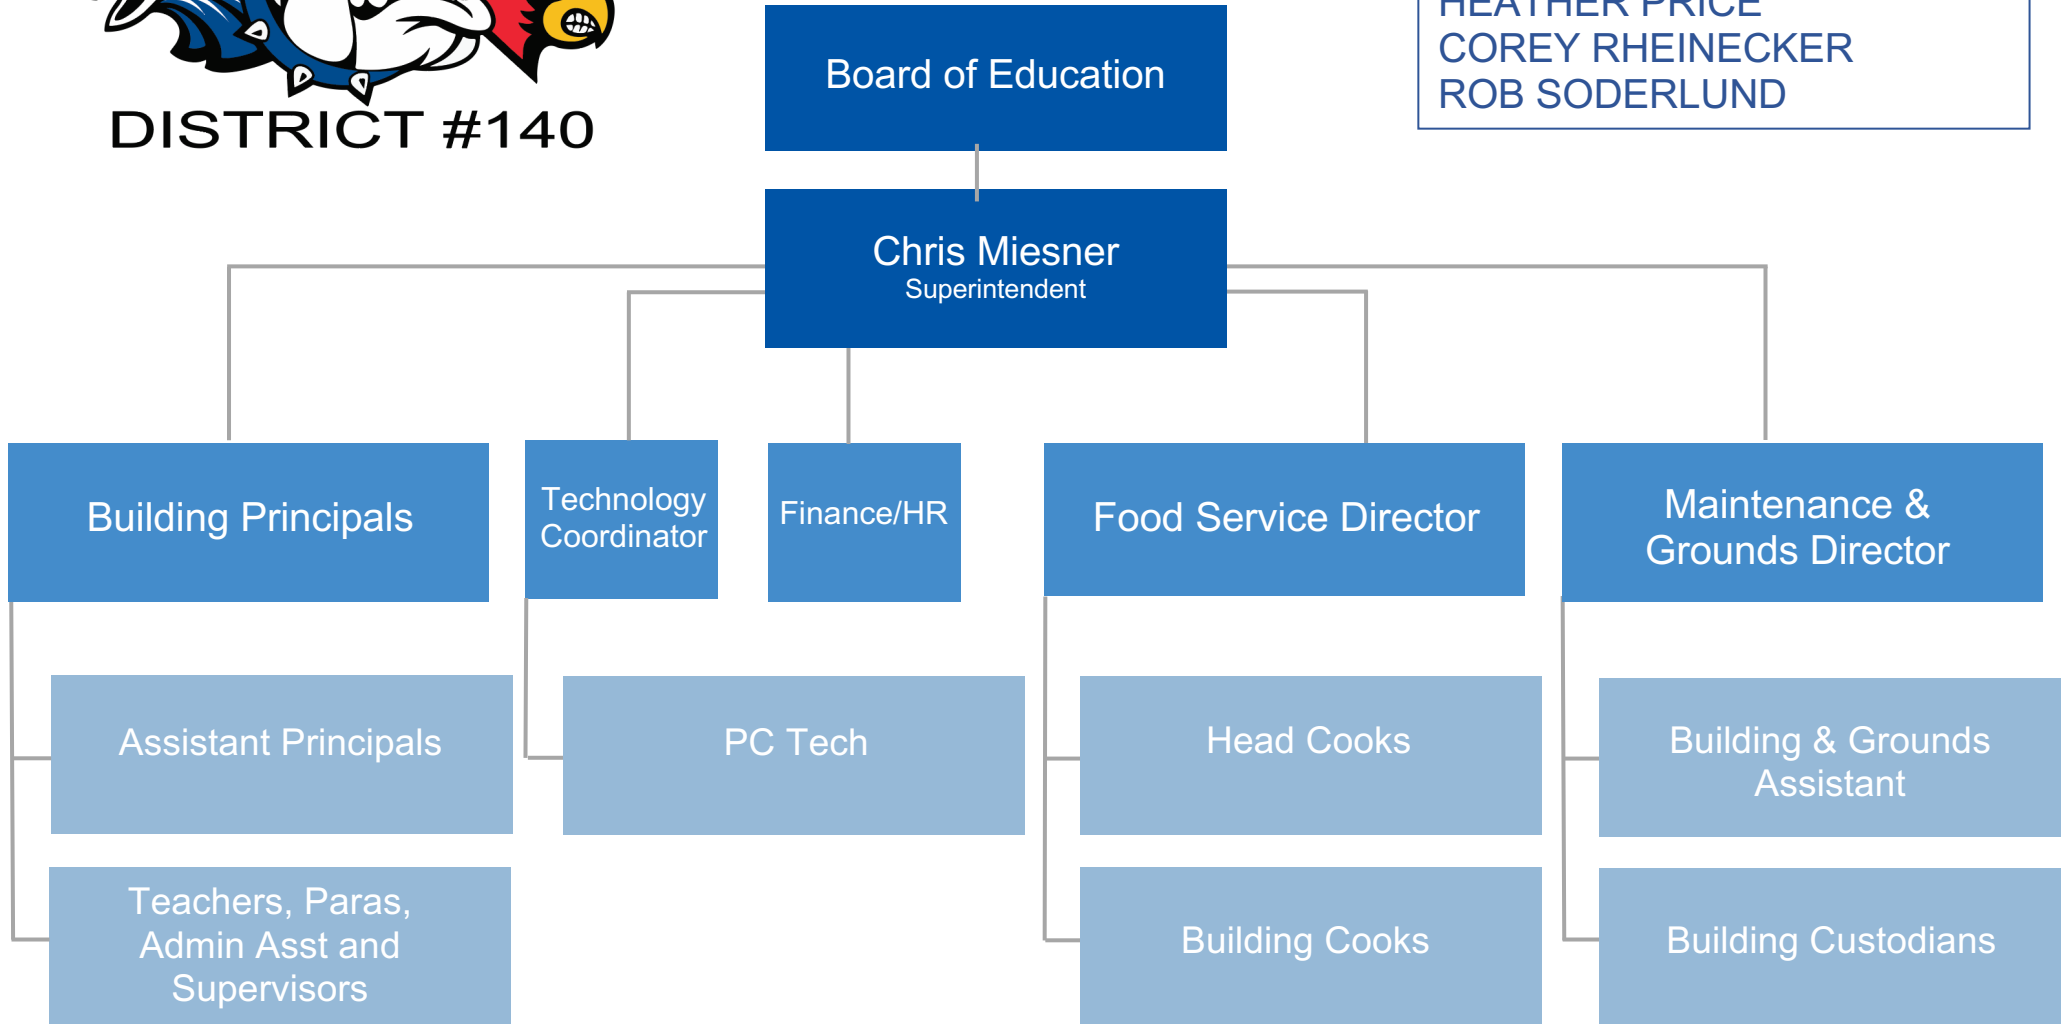 HEATHER PRICE
COREY RHEINECKER
ROB SODERLUND
DISTRICT #140
Board of Education
Chris Miesner
Superintendent
Building Principals
Technology
Coordinator
Finance/HR
Food Service Director
Maintenance &
Grounds Director
Assistant Principals
PC Tech
Head Cooks
Building & Grounds
Assistant
Teachers, Paras,
Admin Asst and
Supervisors
Building Cooks
Building Custodians